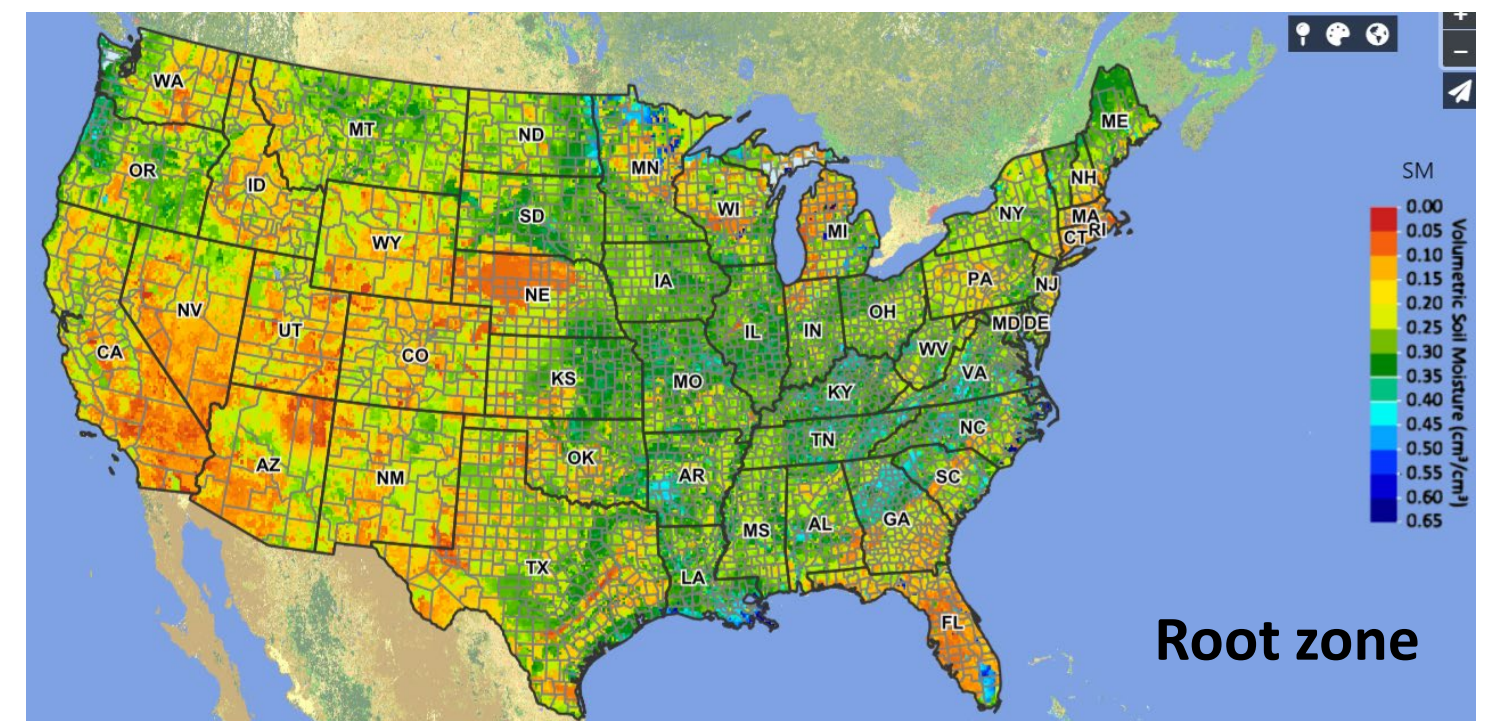 +
−
WA
MT
ND
ME
OR
ID
MN
NH
SD
WI
NY
MA
WY
MI
CT
RI
IA
PA
NJ
NE
NV
UT
OH
MD
DE
CA
CO
IL
IN
WV
KS
MO
KY
VA
TN
NC
AZ
NM
OK
AR
SC
MS
AL
GA
TX
LA
FL
SM
0.00
0.05
0.10
0.15
0.20
0.25
0.30
0.35
0.40
0.45
0.50
0.55
0.60
0.65
Volumetric Soil Moisture (cm³/cm³)
Root zone